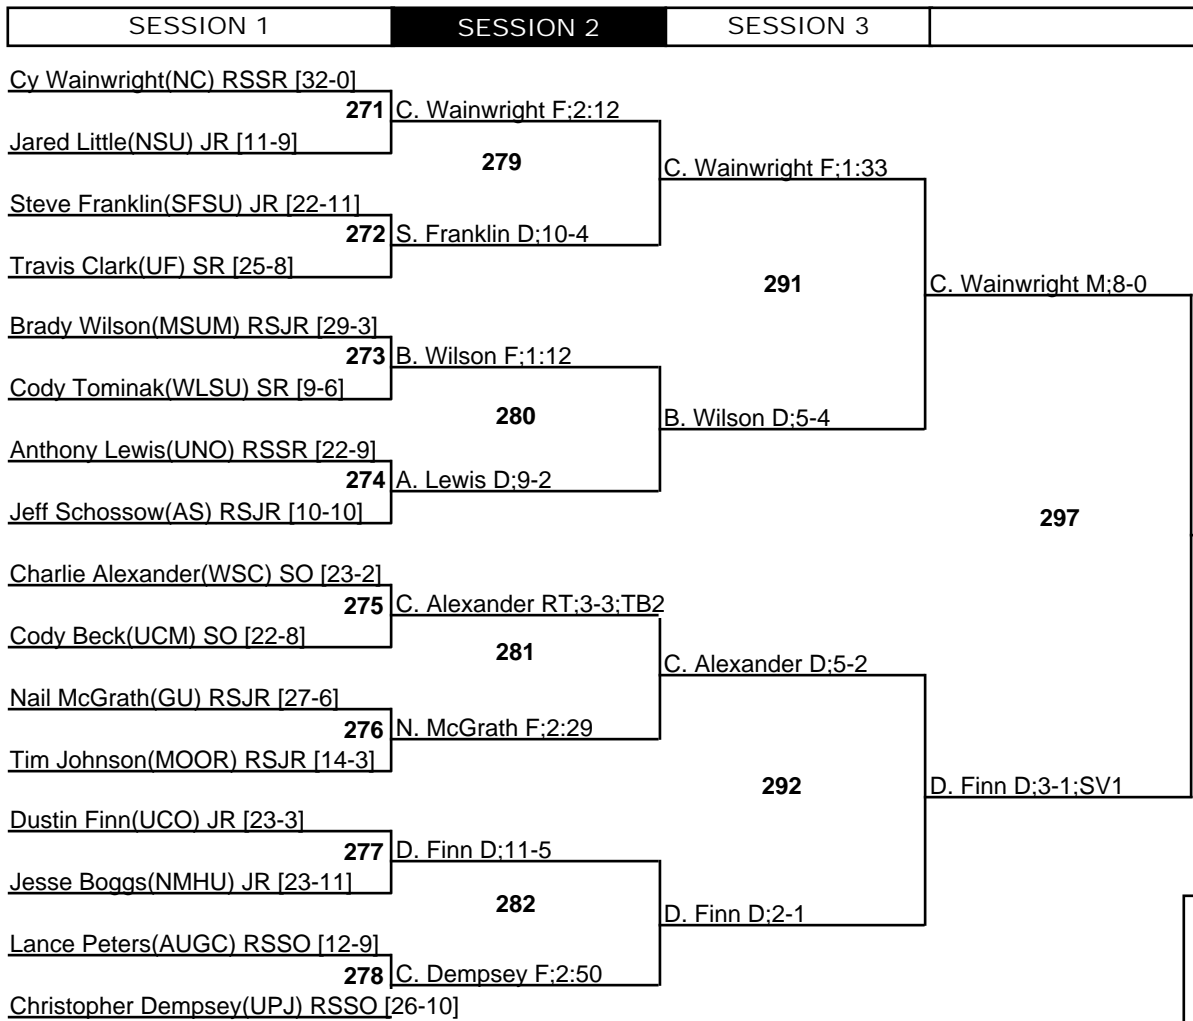 SESSION 1 SESSION 2 SESSION 3
Cy Wainwright(NC) RSSR [32-0]
271 C. Wainwright F;2:12
Jared Little(NSU) JR [11-9]
279
C. Wainwright F;1:33
Steve Franklin(SFSU) JR [22-11]
272 S. Franklin D;10-4
Travis Clark(UF) SR [25-8]
291 C. Wainwright M;8-0
Brady Wilson(MSUM) RSJR [29-3]
273 B. Wilson F;1:12
Cody Tominak(WLSU) SR [9-6]
280 B. Wilson D;5-4
Anthony Lewis(UNO) RSSR [22-9]
274 A. Lewis D;9-2
Jeff Schossow(AS) RSJR [10-10]
297
Charlie Alexander(WSC) SO [23-2]
275 C. Alexander RT;3-3;TB2
Cody Beck(UCM) SO [22-8]
281
C. Alexander D;5-2
Nail McGrath(GU) RSJR [27-6]
276 N. McGrath F;2:29
Tim Johnson(MOOR) RSJR [14-3]
292 D. Finn D;3-1;SV1
Dustin Finn(UCO) JR [23-3]
277 D. Finn D;11-5
Jesse Boggs(NMHU) JR [23-11]
282
D. Finn D;2-1
Lance Peters(AUGC) RSSO [12-9]
278 C. Dempsey F;2:50
Christopher Dempsey(UPJ) RSSO [26-10]